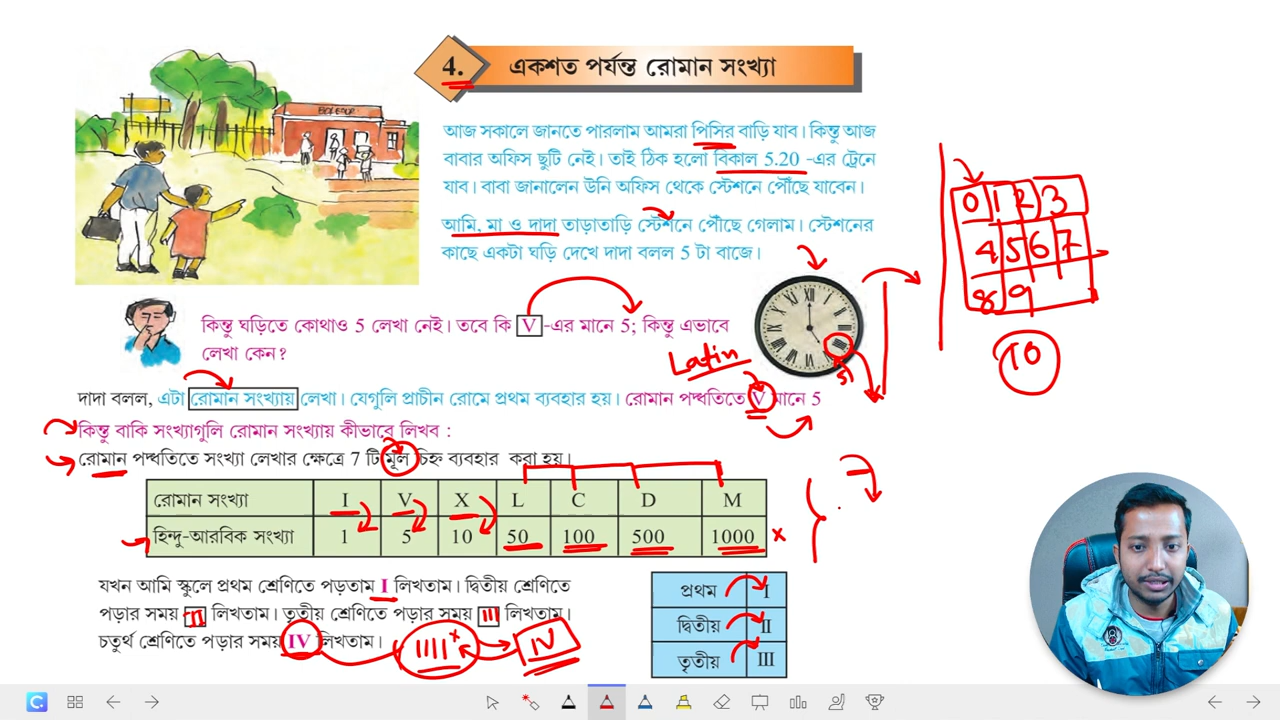 4. একশত পর্যন্ত রোমান সংখ্যা
আজ সকালে জানতে পারলাম আমরা পিসির বাড়ি যাব। কিন্তু আজ
বাবার অফিস ছুটি নেই। তাই ঠিক হলো বিকাল 5.20 -এর ট্রেনে
যাব। বাবা জানালেন উনি অফিস থেকে স্টেশনে পৌঁছে যাবেন।
আমি, মা ও দাদা তাড়াতাড়ি স্টেশনে পৌঁছে গেলাম। স্টেশনের
কাছে একটা ঘড়ি দেখে দাদা বলল 5 টা বাজে।
0 1 2 3
4 5 6 7
8 9
10
কিন্তু ঘড়িতে কোথাও 5 লেখা নেই। তবে কি V -এর মানে 5; কিন্তু এভাবে
লেখা কেন?
Latin
দাদা বলল, এটা রোমান সংখ্যায় লেখা। যেগুলি প্রাচীন রোমে প্রথম ব্যবহার হয়। রোমান পদ্ধতিতে V মানে 5
কিন্তু বাকি সংখ্যাগুলি রোমান সংখ্যায় কীভাবে লিখব :
রোমান পদ্ধতিতে সংখ্যা লেখার ক্ষেত্রে 7 টি মূল চিহ্ন ব্যবহার করা হয়।
রোমান সংখ্যা I V X L C D M
হিন্দু-আরবিক সংখ্যা 1 5 10 50 100 500 1000
যখন আমি স্কুলে প্রথম শ্রেণিতে পড়তাম I লিখতাম। দ্বিতীয় শ্রেণিতে
পড়ার সময় II লিখতাম। তৃতীয় শ্রেণিতে পড়ার সময় III লিখতাম।
চতুর্থ শ্রেণিতে পড়ার সময় IV লিখতাম।
IIII IV
প্রথম I
দ্বিতীয় II
তৃতীয় III